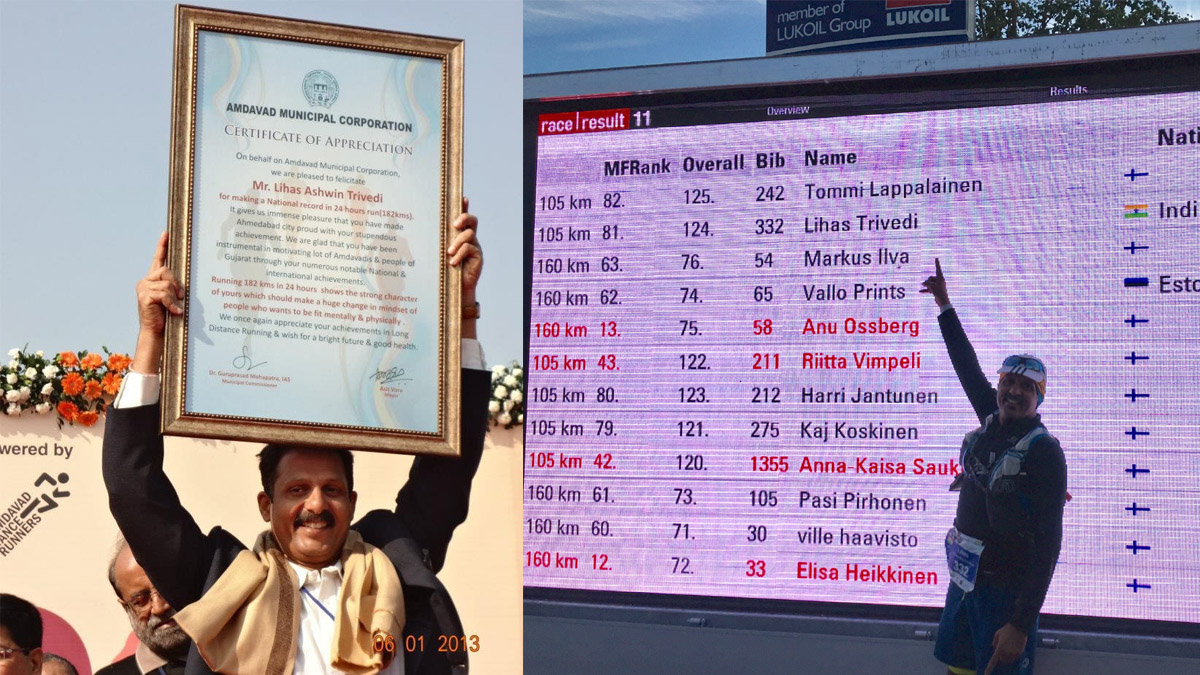 AMDAVAD MUNICIPAL CORPORATION
CERTIFICATE OF APPRECIATION
On behalf on Amdavad Municipal Corporation,
we are pleased to felicitate
Mr. Lihas Ashwin Trivedi
for making a National record in 24 hours run(182kms).
It gives us immense pleasure that you have made
Ahmedabad city proud with your stupendous
achievement. We are glad that you have been
instrumental in motivating lot of Amdavadis & people of
Gujarat through your numerous notable National &
international achievements.
Running 182 kms in 24 hours shows the strong character
of yours which should make a huge change in mindset of
people who wants to be fit mentally & physically.
We once again appreciate your achievements in Long
Distance Running & wish for a bright future & good health.
Dr. Guruprasad Mohapatra, IAS
Municipal Commissioner
Mayor
wered by
AMDAVAD
ANCE
RUNNERS
06 01 2013
member of
LUKOIL Group
LUKOIL
race|result 11
Overview
Results
MFRank Overall Bib Name Nati
105 km 82. 125. 242 Tommi Lappalainen
105 km 81. 124. 332 Lihas Trivedi Indi
160 km 63. 76. 54 Markus Ilva
160 km 62. 74. 65 Vallo Prints Esto
160 km 13. 75. 58 Anu Ossberg
105 km 43. 122. 211 Riitta Vimpeli
105 km 80. 123. 212 Harri Jantunen
105 km 79. 121. 275 Kaj Koskinen
105 km 42. 120. 1355 Anna-Kaisa Sauk
160 km 61. 73. 105 Pasi Pirhonen
160 km 60. 71. 30 ville haavisto
160 km 12. 72. 33 Elisa Heikkinen
332